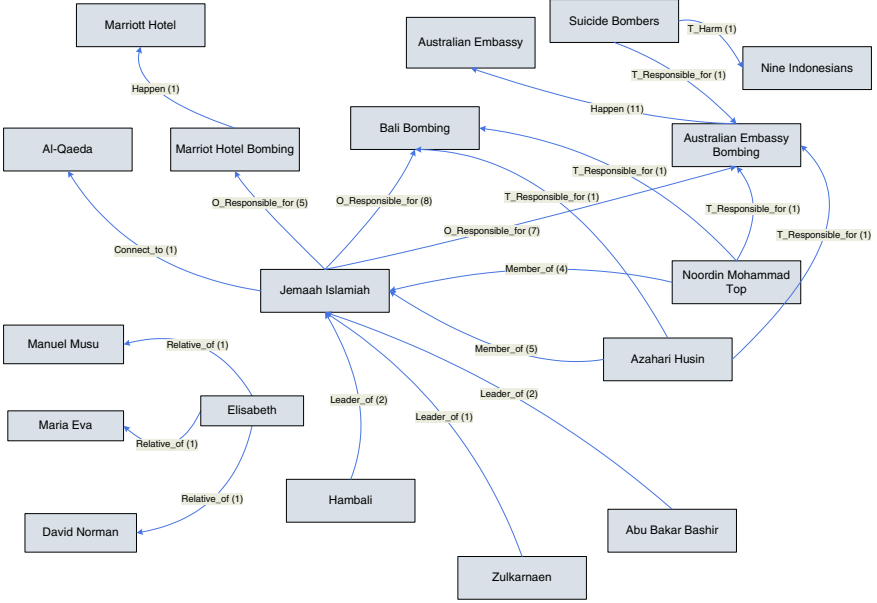 Marriott Hotel
Suicide Bombers
T_Harm (1)
Australian Embassy
Nine Indonesians
T_Responsible_for (1)
Happen (1)
Happen (11)
Al-Qaeda
Marriot Hotel Bombing
Bali Bombing
Australian Embassy
Bombing
T_Responsible_for (1)
O_Responsible_for (5)
O_Responsible_for (8)
T_Responsible_for (1)
T_Responsible_for (1)
O_Responsible_for (7)
T_Responsible_for (1)
Connect_to (1)
Member_of (4)
Jemaah Islamiah
Noordin Mohammad
Top
Manuel Musu
Relative_of (1)
Member_of (5)
Azahari Husin
Leader_of (2)
Leader_of (2)
Elisabeth
Leader_of (1)
Maria Eva
Relative_of (1)
Relative_of (1)
Hambali
David Norman
Abu Bakar Bashir
Zulkarnaen